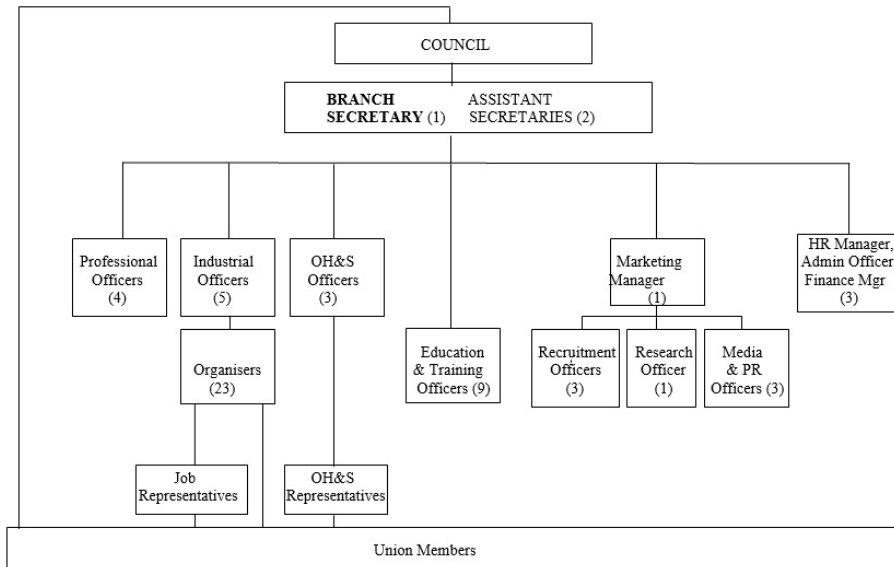 COUNCIL
BRANCH ASSISTANT
SECRETARY (1) SECRETARIES (2)
Professional
Officers
(4)
Industrial
Officers
(5)
OH&S
Officers
(3)
Marketing
Manager
(1)
HR Manager,
Admin Officer
Finance Mgr
(3)
Organisers
(23)
Education
& Training
Officers (9)
Recruitment
Officers
(3)
Research
Officer
(1)
Media
& PR
Officers (3)
Job
Representatives
OH&S
Representatives
Union Members